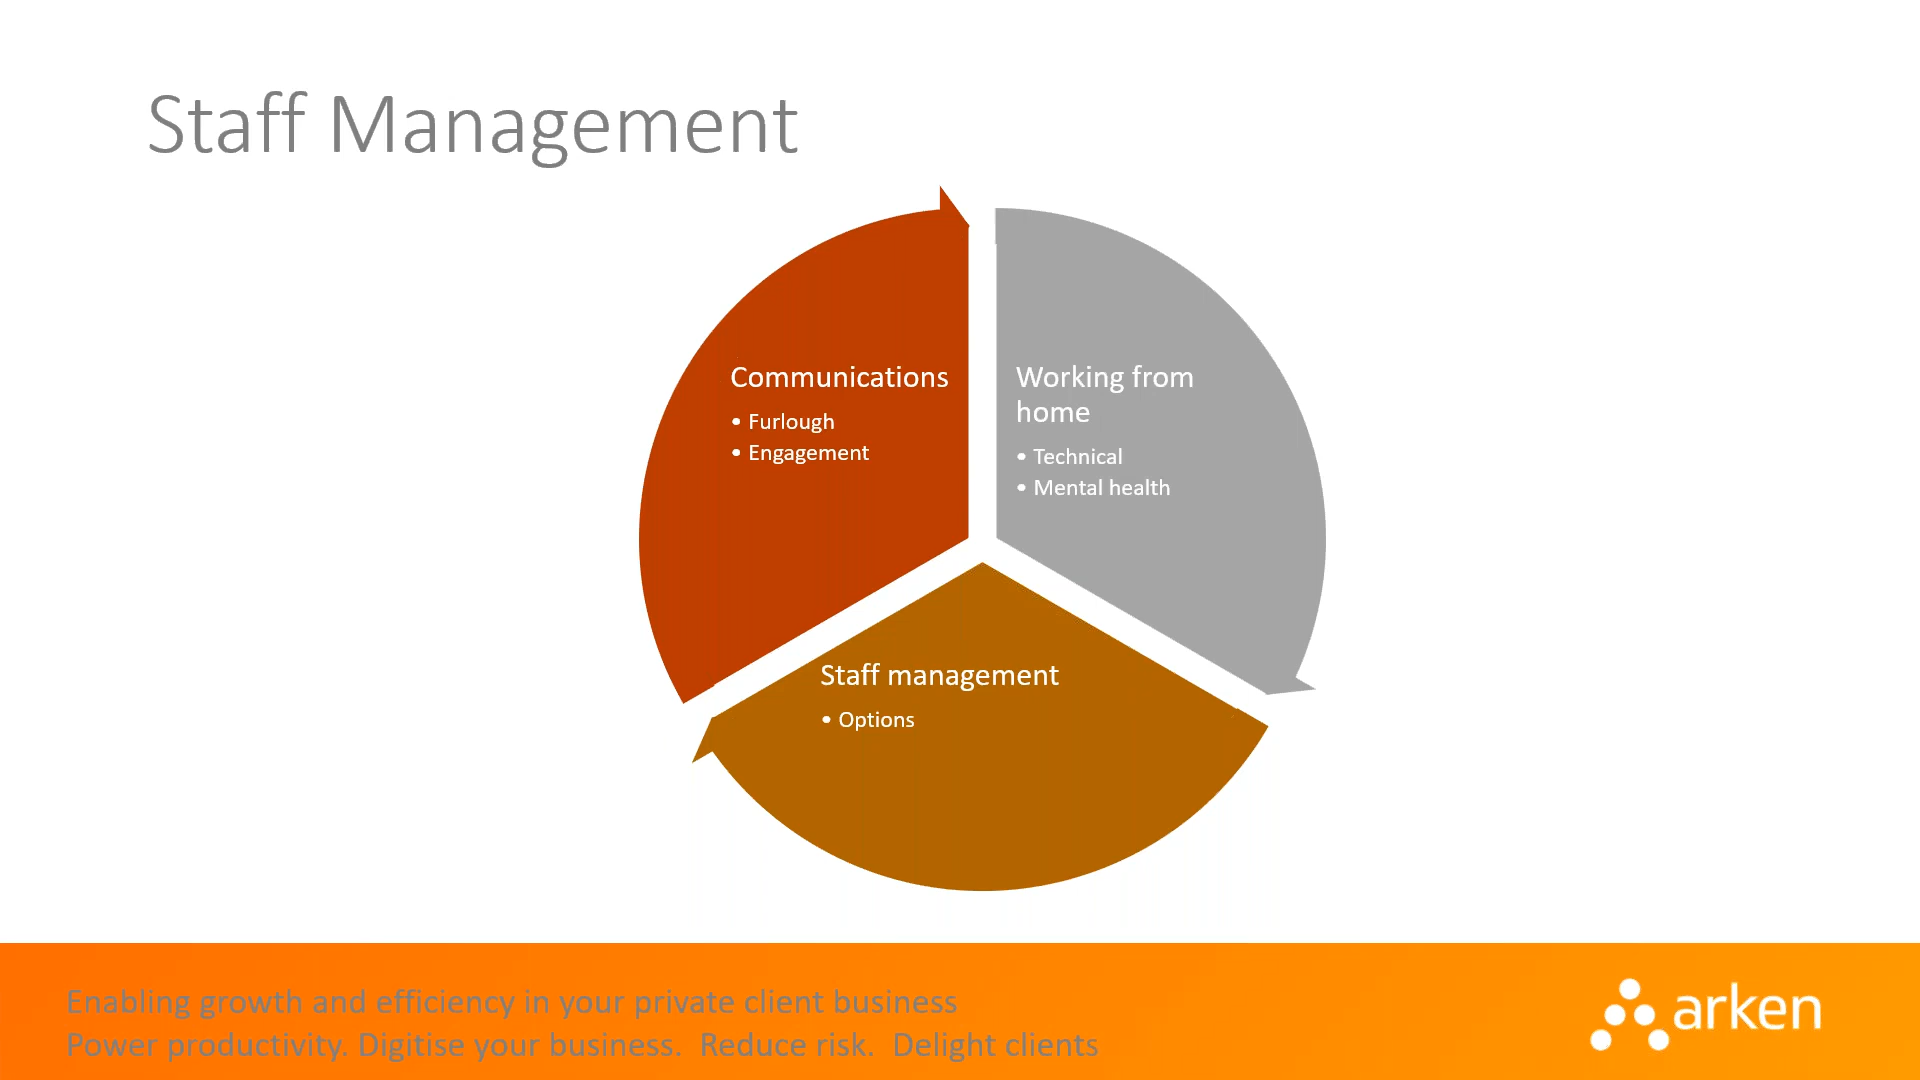 Staff Management
Communications
• Furlough
• Engagement
Working from
home
• Technical
• Mental health
Staff management
• Options
Enabling growth and efficiency in your private client business
Power productivity. Digitise your business.  Reduce risk.  Delight clients
arken